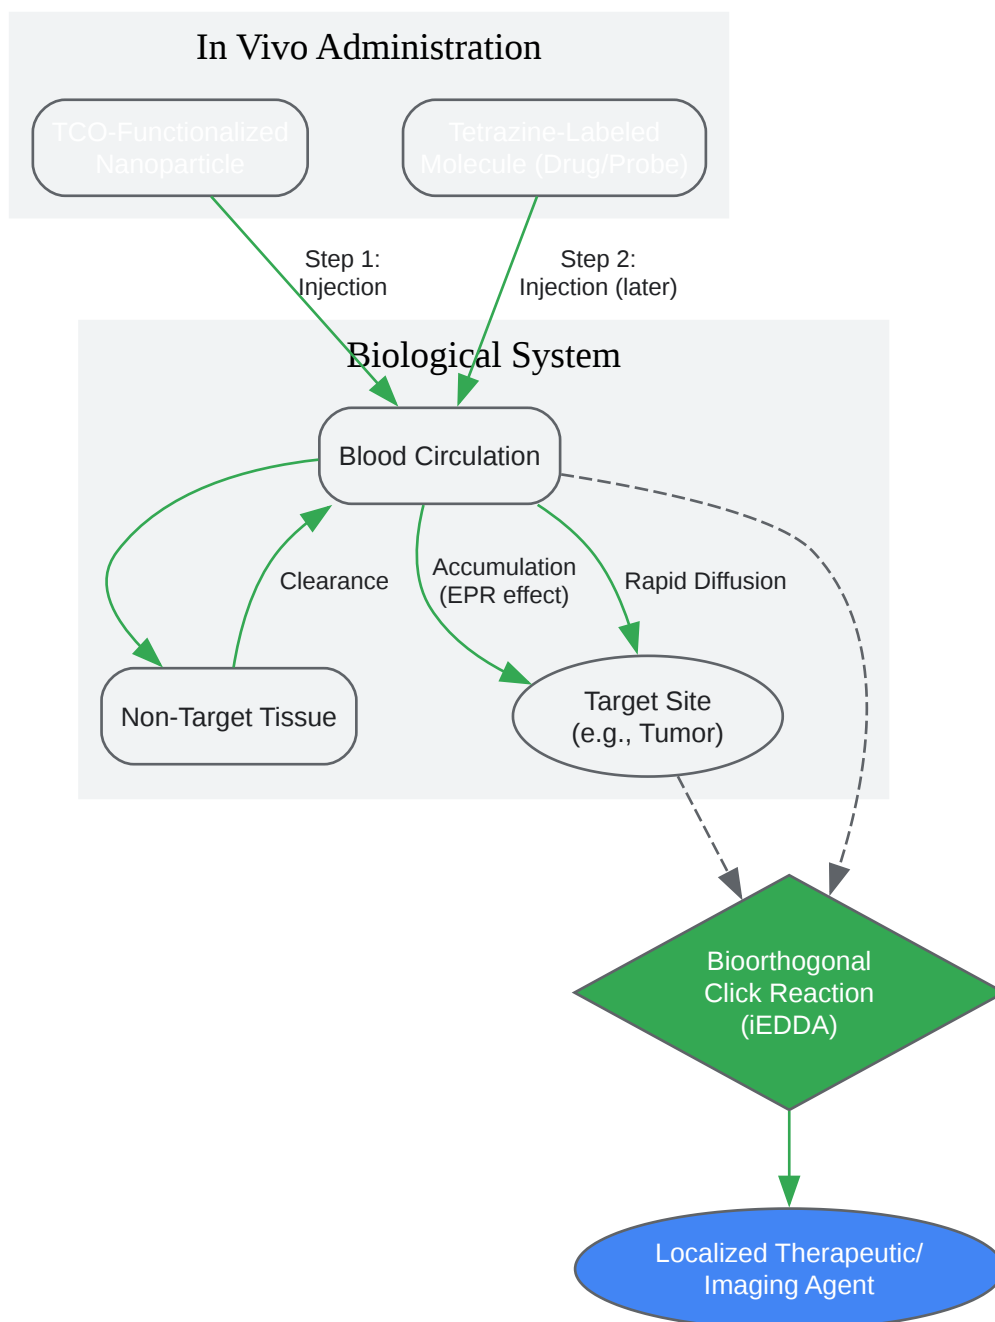 In Vivo Administration
TCO-Functionalized
Nanoparticle
Tetrazine-Labeled
Molecule (Drug/Probe)
Step 1:
Injection
Step 2:
Injection (later)
Biological System
Blood Circulation
Clearance
Accumulation
(EPR effect)
Rapid Diffusion
Non-Target Tissue
Target Site
(e.g., Tumor)
Bioorthogonal
Click Reaction
(iEDDA)
Localized Therapeutic/
Imaging Agent